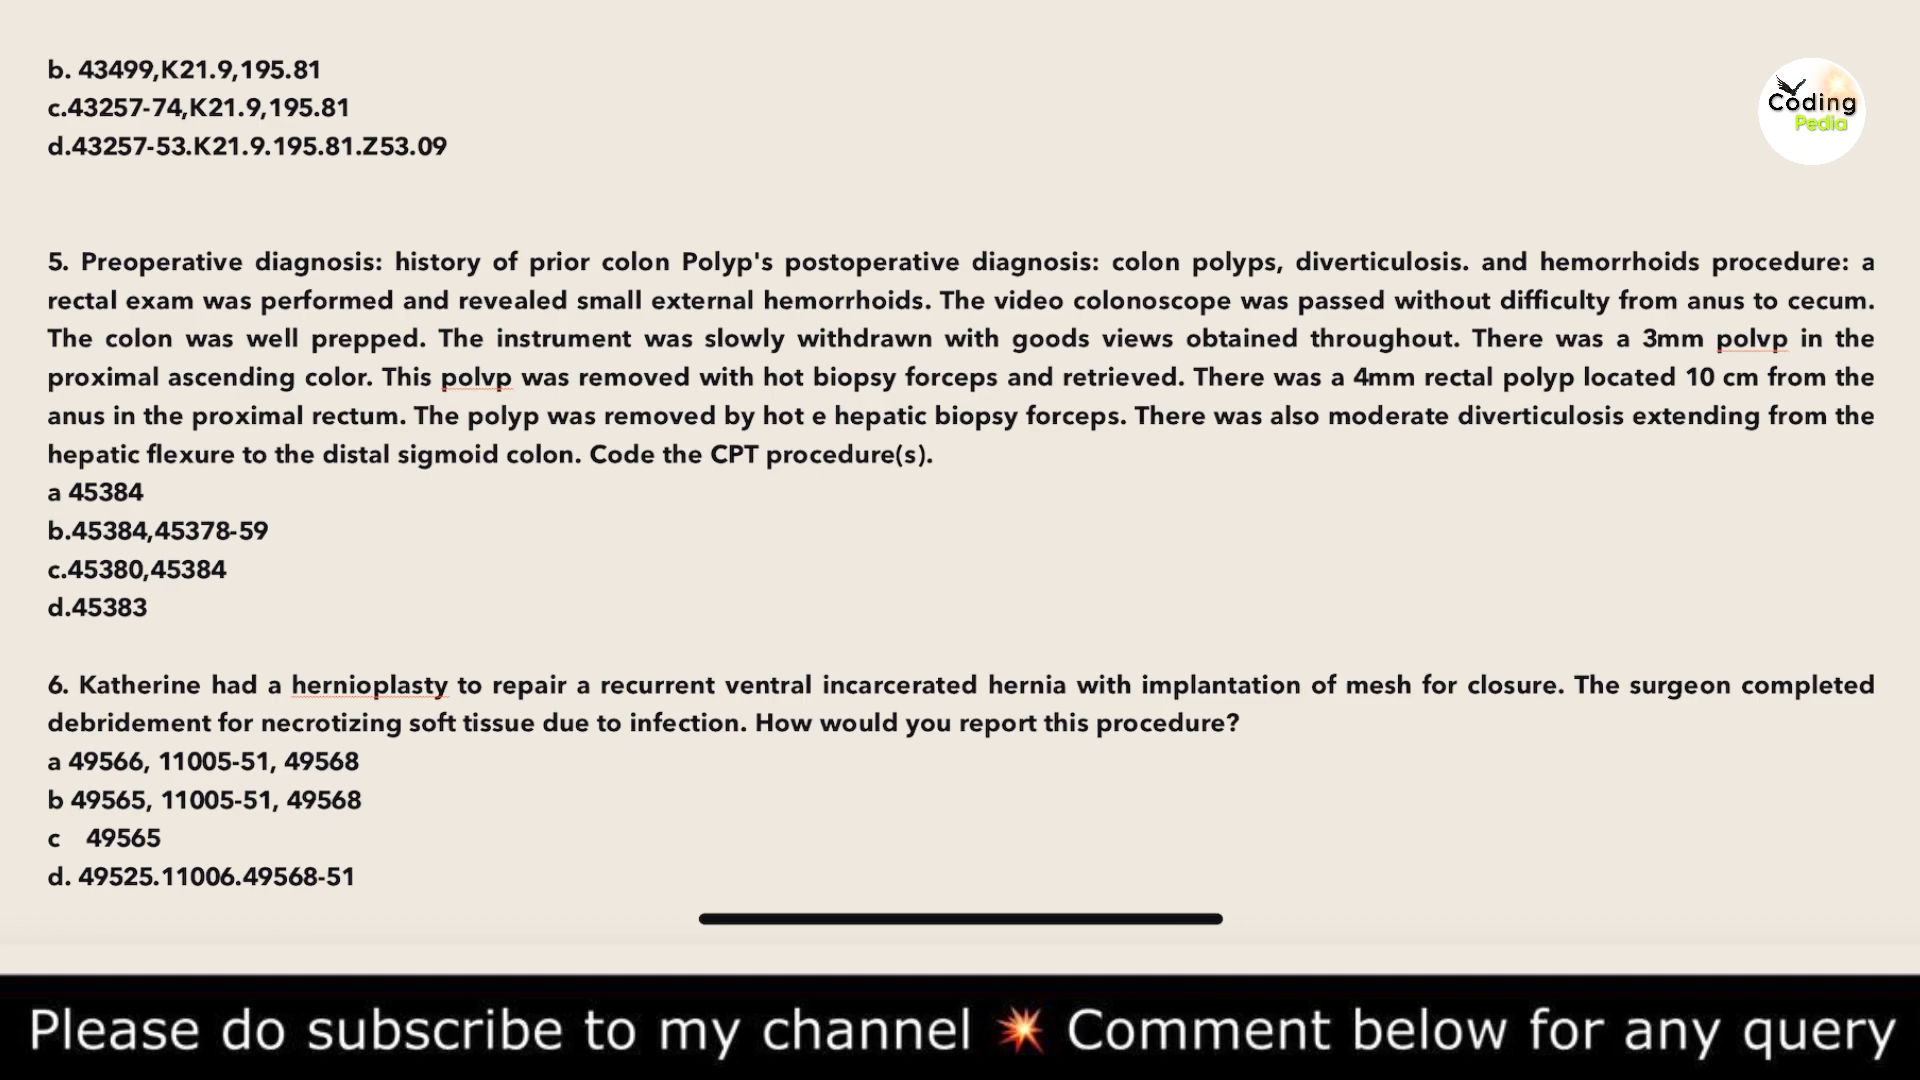 b. 43499,K21.9,195.81
c.43257-74,K21.9,195.81
d.43257-53.K21.9.195.81.Z53.09
Coding
Pedia
5. Preoperative diagnosis: history of prior colon Polyp's postoperative diagnosis: colon polyps, diverticulosis. and hemorrhoids procedure: a
rectal exam was performed and revealed small external hemorrhoids. The video colonoscope was passed without difficulty from anus to cecum.
The colon was well prepped. The instrument was slowly withdrawn with goods views obtained throughout. There was a 3mm polvp in the
proximal ascending color. This polvp was removed with hot biopsy forceps and retrieved. There was a 4mm rectal polyp located 10 cm from the
anus in the proximal rectum. The polyp was removed by hot e hepatic biopsy forceps. There was also moderate diverticulosis extending from the
hepatic flexure to the distal sigmoid colon. Code the CPT procedure(s).
a 45384
b.45384,45378-59
c.45380,45384
d.45383
6. Katherine had a hernioplasty to repair a recurrent ventral incarcerated hernia with implantation of mesh for closure. The surgeon completed
debridement for necrotizing soft tissue due to infection. How would you report this procedure?
a 49566, 11005-51, 49568
b 49565, 11005-51, 49568
c 49565
d. 49525.11006.49568-51
Please do subscribe to my channel 💥 Comment below for any query